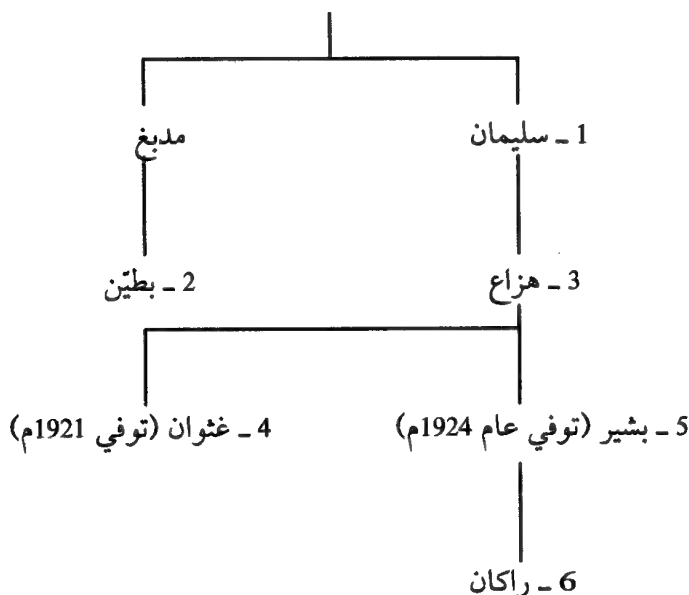 1 ـ سليمان
مدبغ
3 ـ هزاع
2 ـ بطيّن
5 ـ بشير (توفي عام 1924م)
4 ـ غثوان (توفي 1921م)
6 ـ راكان